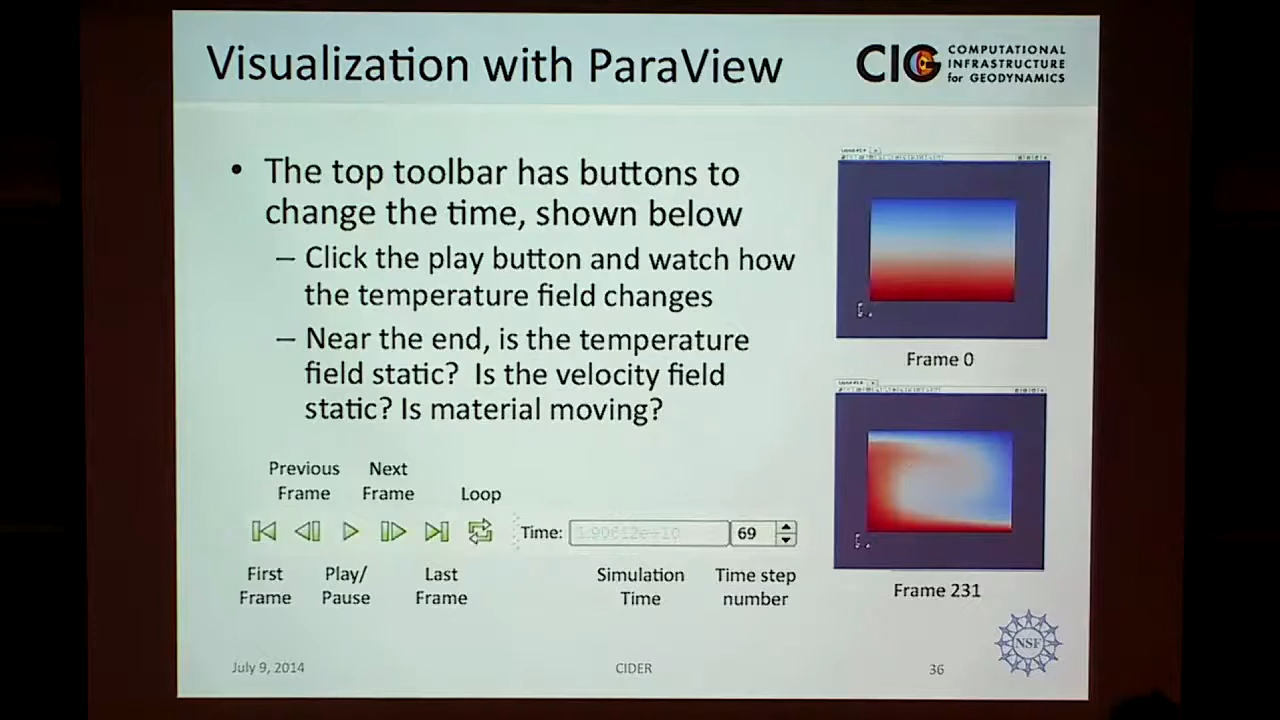 Visualization with ParaView
CIG COMPUTATIONAL
INFRASTRUCTURE
for GEODYNAMICS
• The top toolbar has buttons to
change the time, shown below
– Click the play button and watch how
the temperature field changes
– Near the end, is the temperature
field static? Is the velocity field
static? Is material moving?
Frame 0
Frame 231
Previous
Frame
Next
Frame
Loop
Time:
69
First
Frame
Play/
Pause
Last
Frame
Simulation
Time
Time step
number
NSF
July 9, 2014
CIDER
36